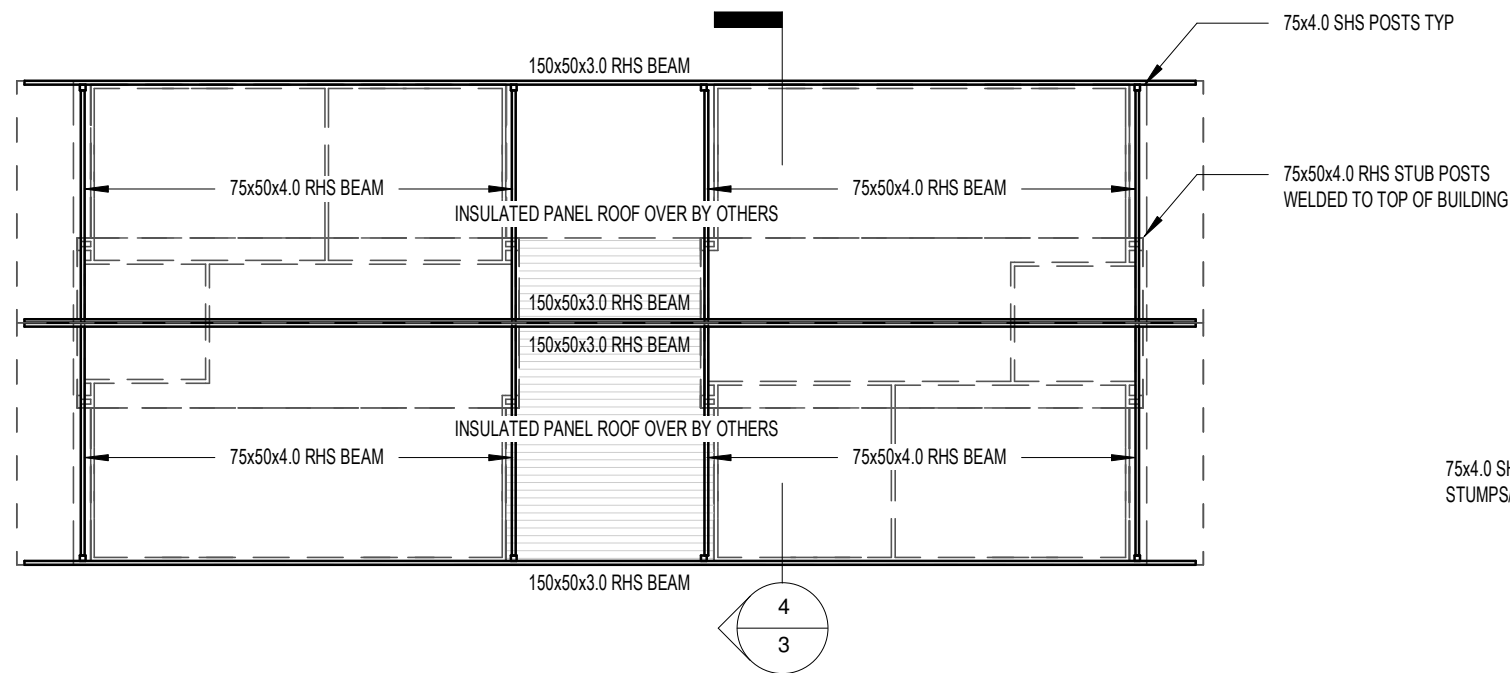 75x4.0 SHS POSTS TYP
150x50x3.0 RHS BEAM
75x50x4.0 RHS STUB POSTS
WELDED TO TOP OF BUILDING
75x50x4.0 RHS BEAM
75x50x4.0 RHS BEAM
INSULATED PANEL ROOF OVER BY OTHERS
150x50x3.0 RHS BEAM
150x50x3.0 RHS BEAM
INSULATED PANEL ROOF OVER BY OTHERS
75x50x4.0 RHS BEAM
75x50x4.0 RHS BEAM
75x4.0
STUMPS/
150x50x3.0 RHS BEAM
4
3